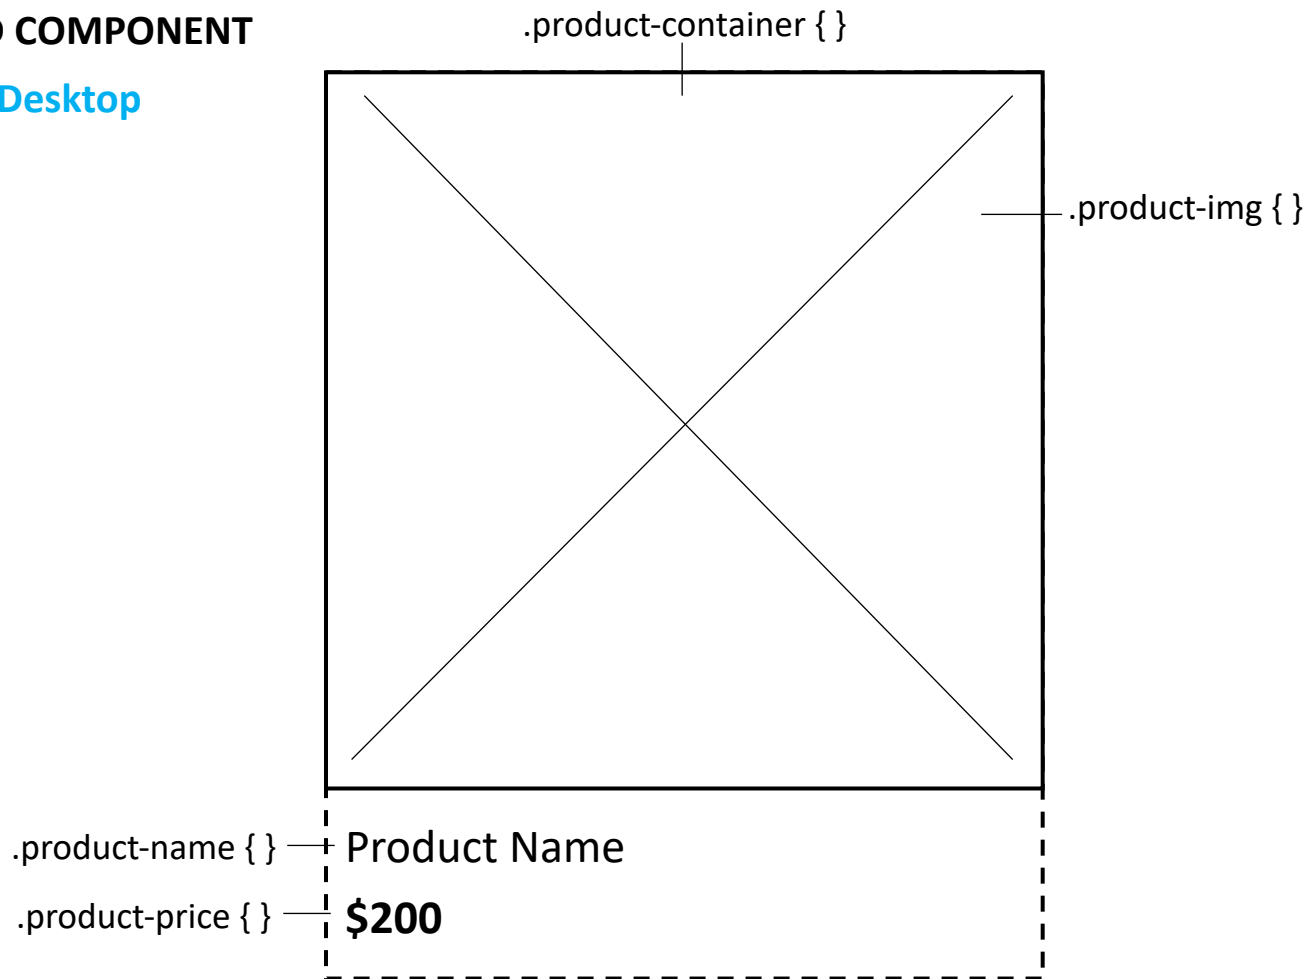 COMPONENT
.product-container { }
Desktop
.product-img { }
.product-name { }
Product Name
.product-price { }
$200